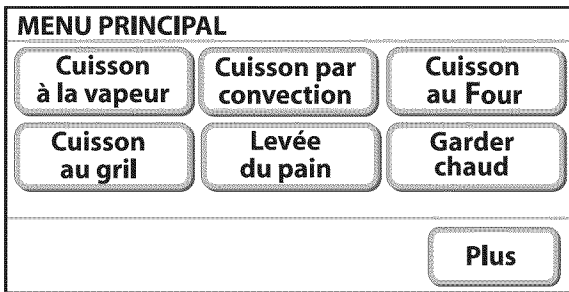 MENU PRINCIPAL
Cuisson
à la vapeur
Cuisson par
convection
Cuisson
au Four
Cuisson
au gril
Levée
du pain
Garder
chaud
Plus